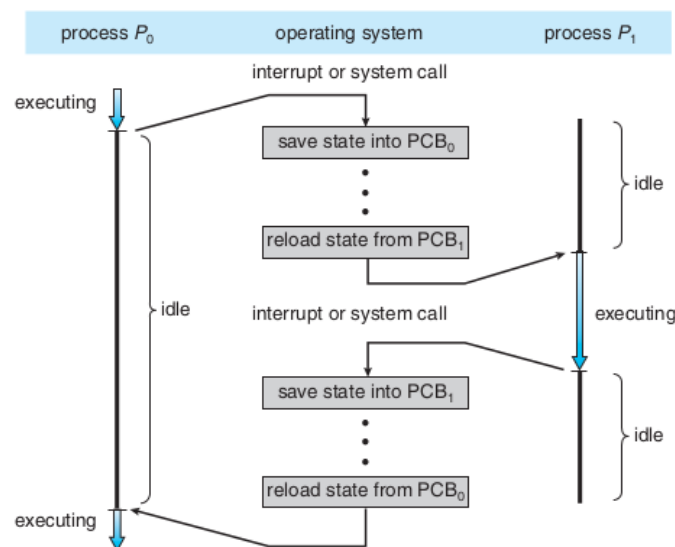 process P₀ operating system process P₁
interrupt or system call
executing
save state into PCB₀
idle
reload state from PCB₁
idle
interrupt or system call
executing
save state into PCB₁
idle
reload state from PCB₀
executing